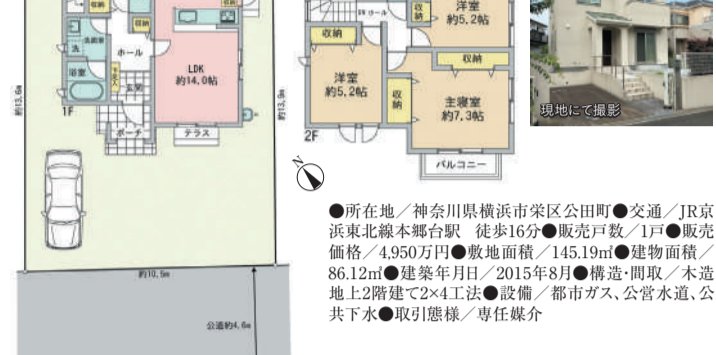 収納
収納
洗
洗面室
ホール
浴室
玄関
LDK
約14.0帖
1F
ポーチ
テラス
約13.6m
約10.5m
公道約4.6m
ホール
収納
洋室
約5.2帖
収納
洋室
約5.2帖
収納
収納
主寝室
約7.3帖
2F
バルコニー
N
現地にて撮影
●所在地／神奈川県横浜市栄区公田町●交通／JR京
浜東北線本郷台駅　徒歩16分●販売戸数／1戸●販売
価格／4,950万円●敷地面積／145.19㎡●建物面積／
86.12㎡●建築年月日／2015年8月●構造・間取／木造
地上2階建て2×4工法●設備／都市ガス、公営水道、公
共下水●取引態様／専任媒介